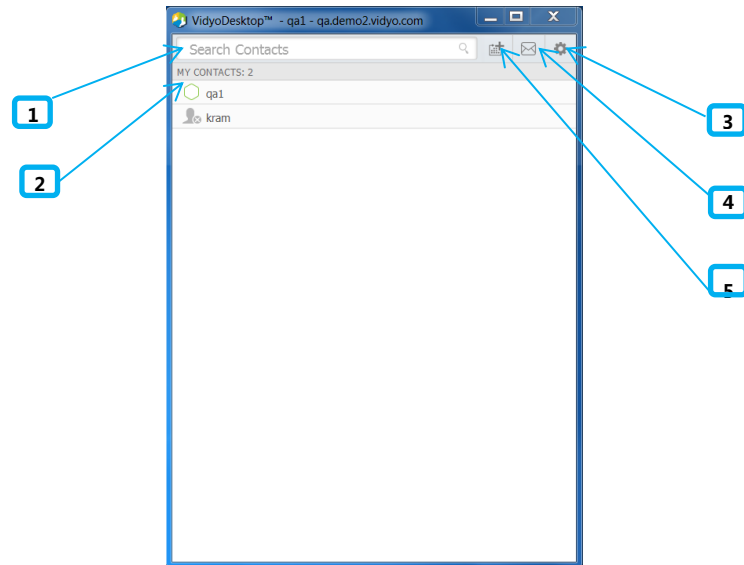 VidyoDesktop™ - qa1 - qa.demo2.vidyo.com
Search Contacts
MY CONTACTS: 2
qa1
kram
1
2
3
4
5